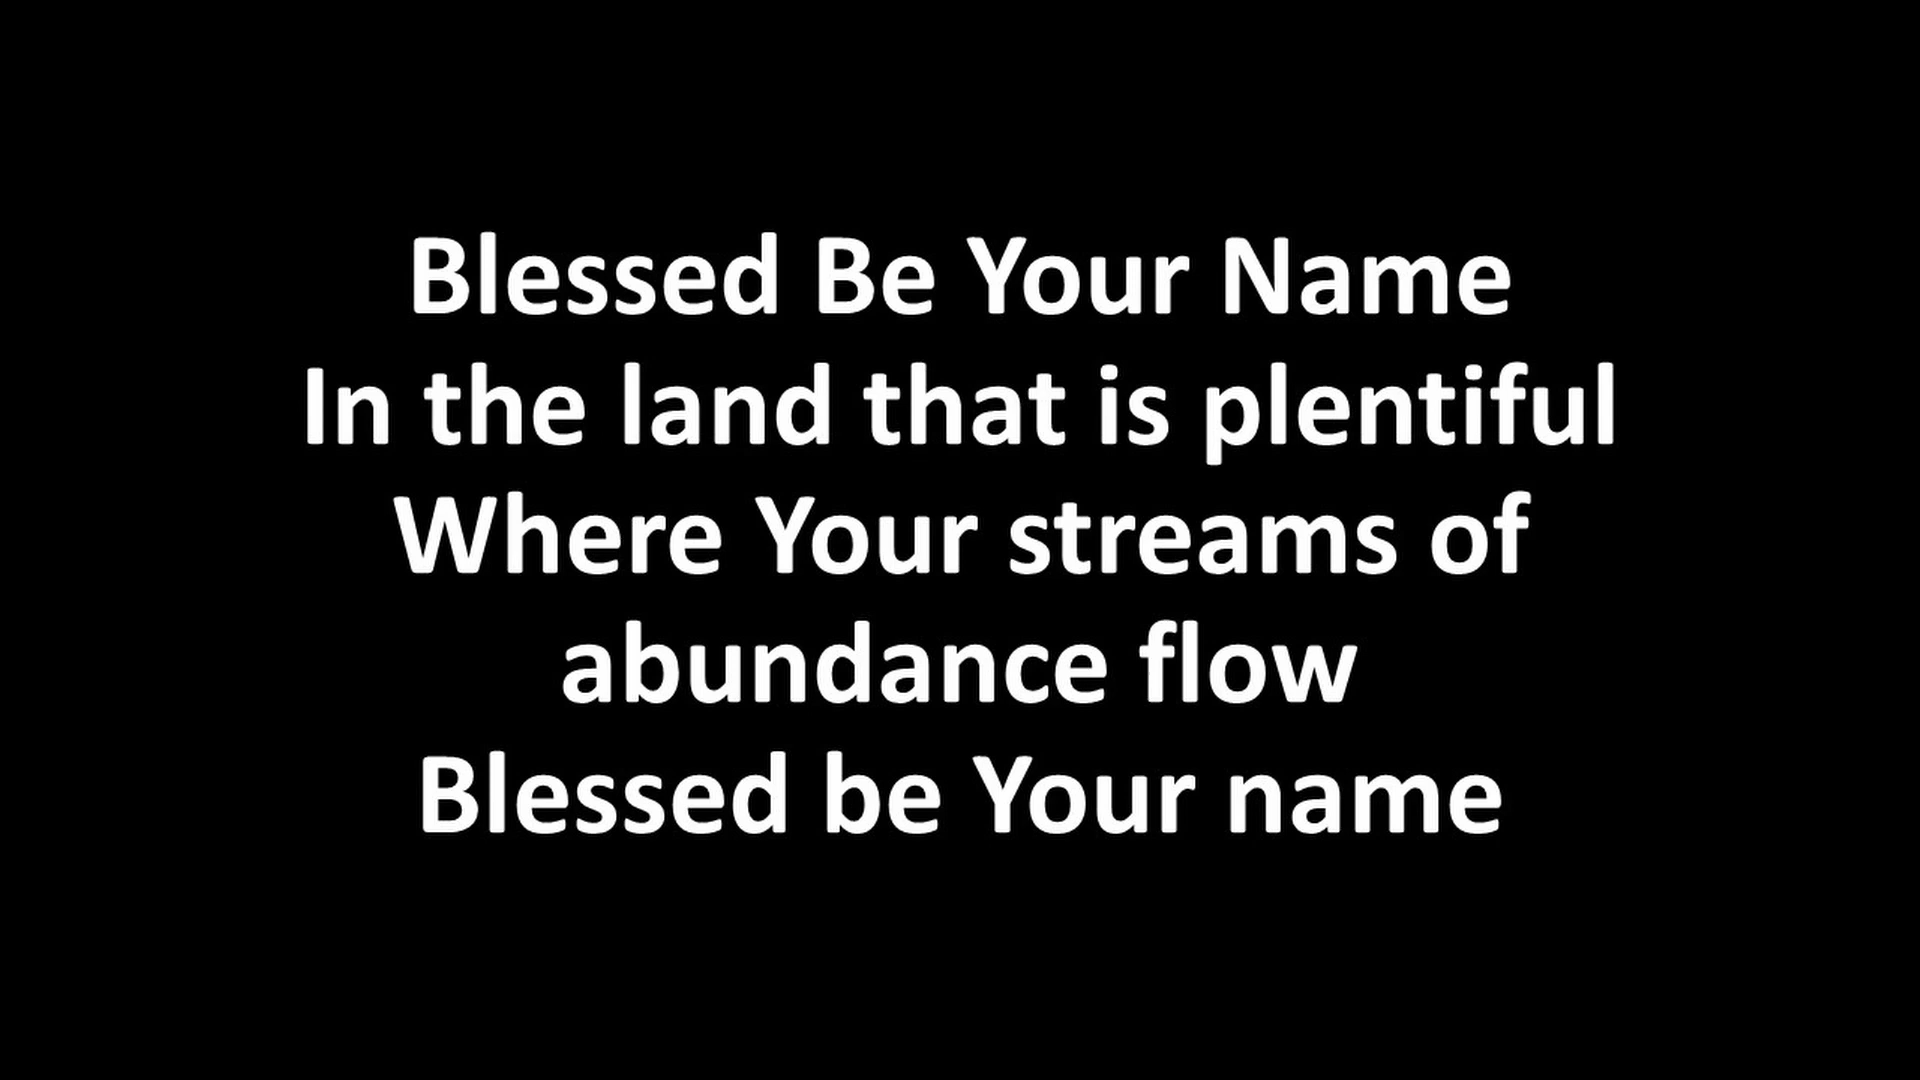 Blessed Be Your Name
In the land that is plentiful
Where Your streams of
abundance flow
Blessed be Your name